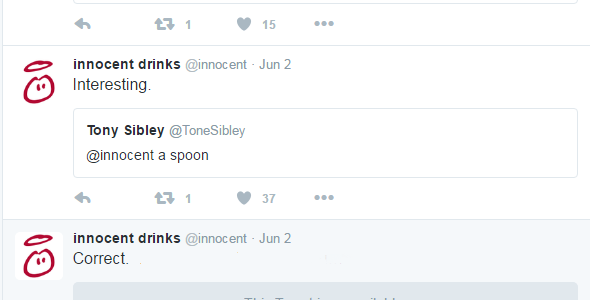 1 15
innocent drinks @innocent · Jun 2
Interesting.
Tony Sibley @ToneSibley
@innocent a spoon
1 37
innocent drinks @innocent · Jun 2
Correct.